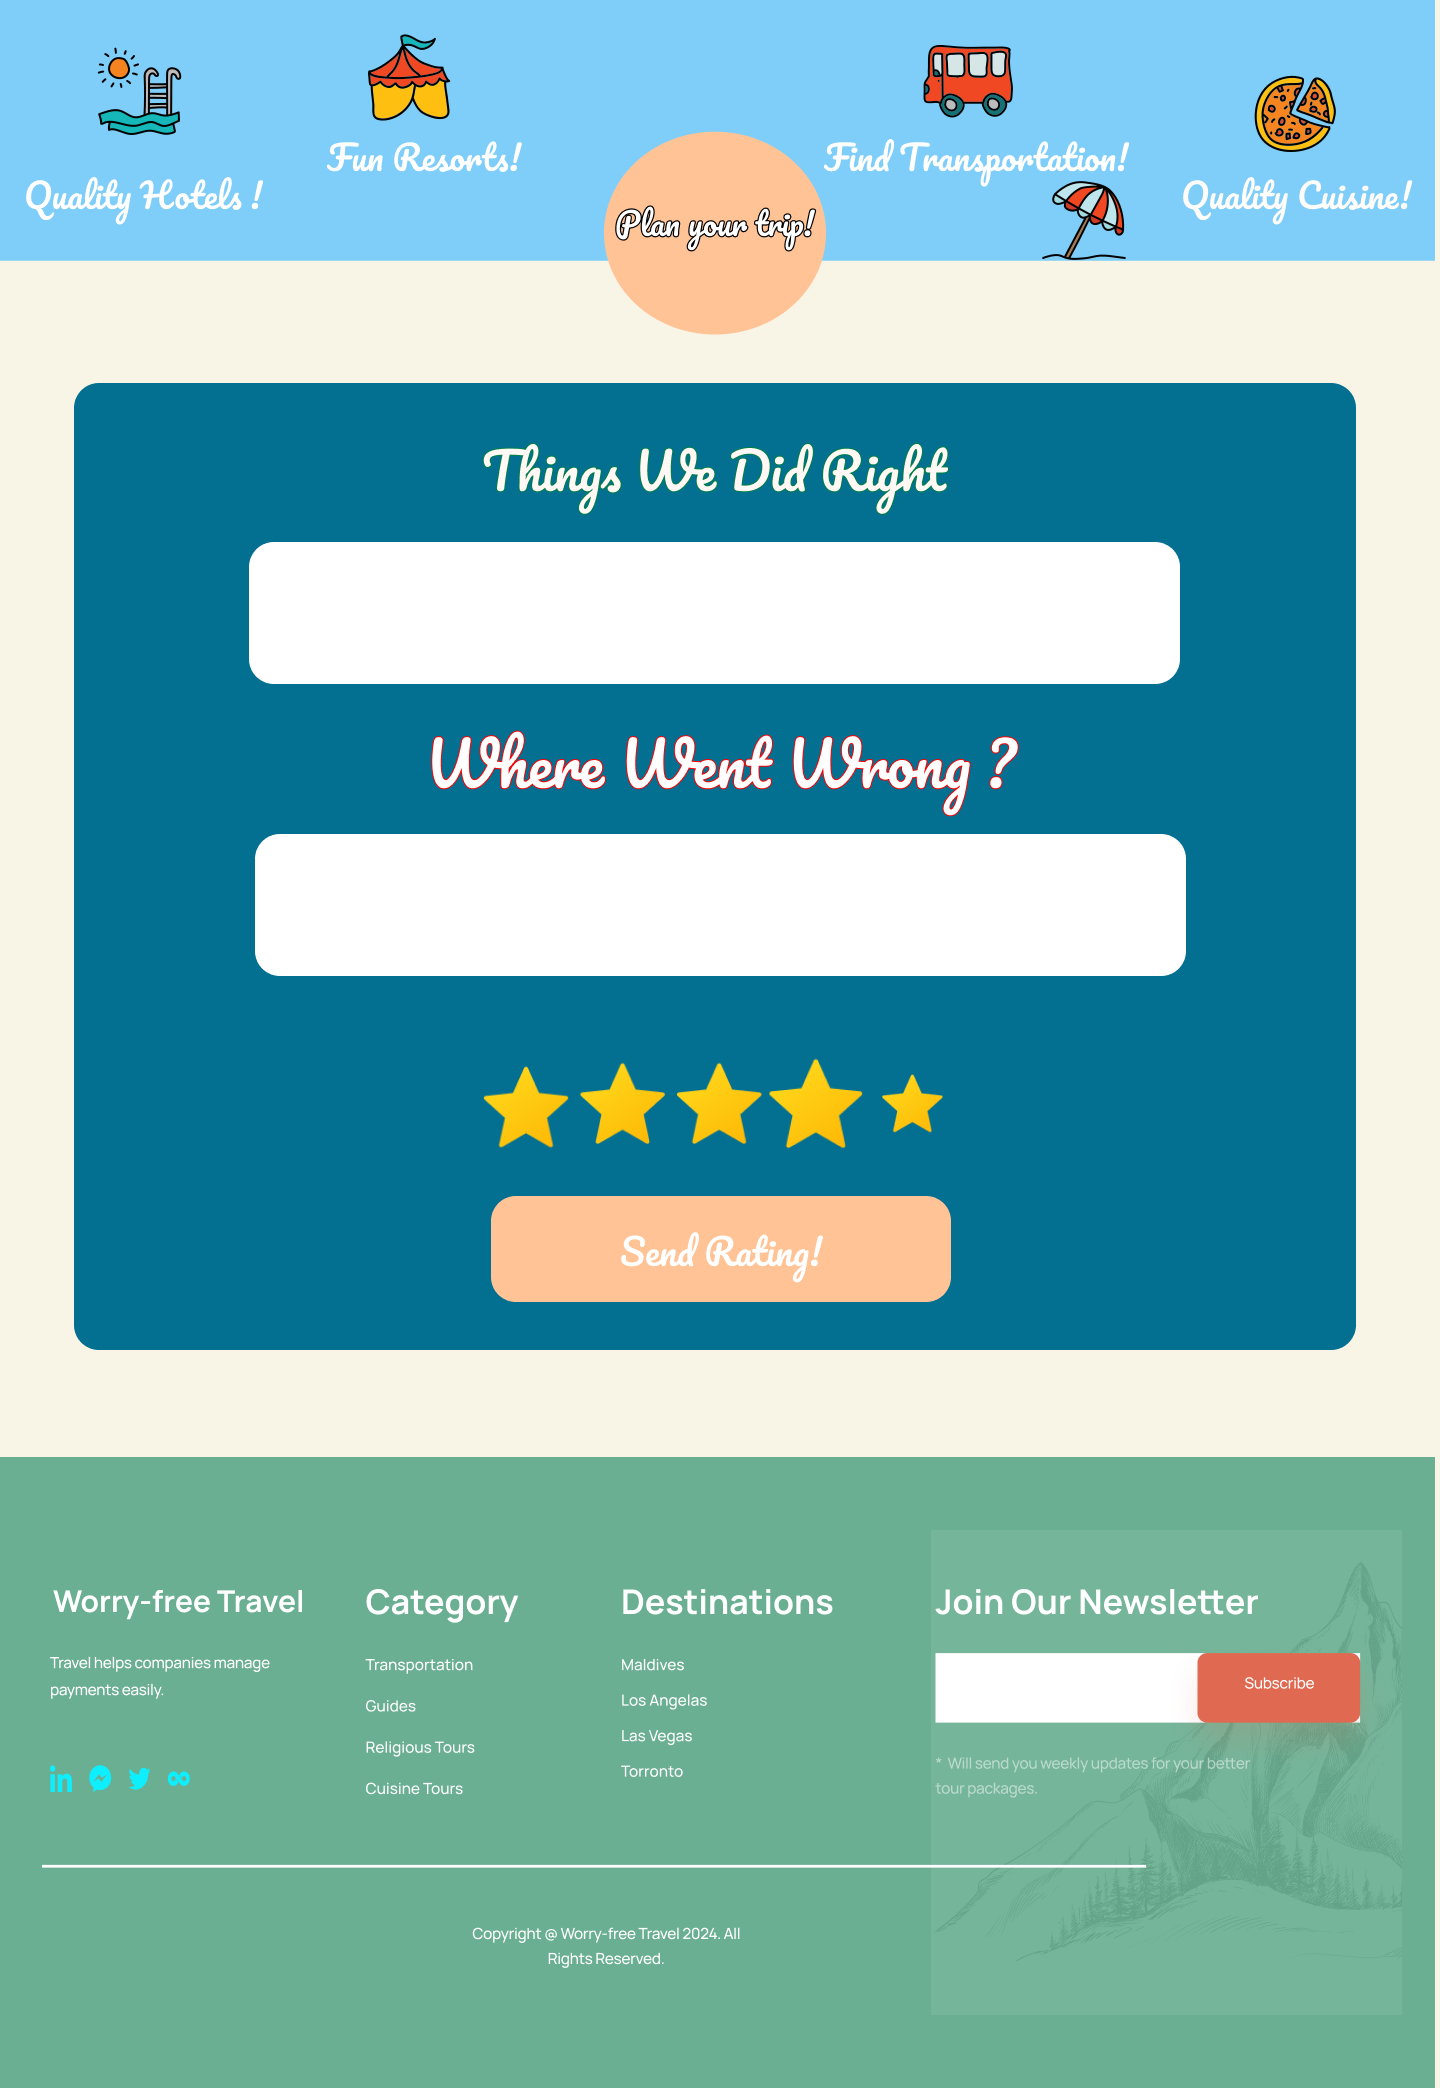 Quality Hotels !
Fun Resorts!
Plan your trip!
Find Transportation!
Quality Cuisine!
Things We Did Right
Where Went Wrong ?
Send Rating!
Worry-free Travel
Travel helps companies manage
payments easily.
Category
Transportation
Guides
Religious Tours
Cuisine Tours
Destinations
Maldives
Los Angelas
Las Vegas
Torronto
Join Our Newsletter
Subscribe
* Will send you weekly updates for your better
tour packages.
Copyright @ Worry-free Travel 2024. All
Rights Reserved.